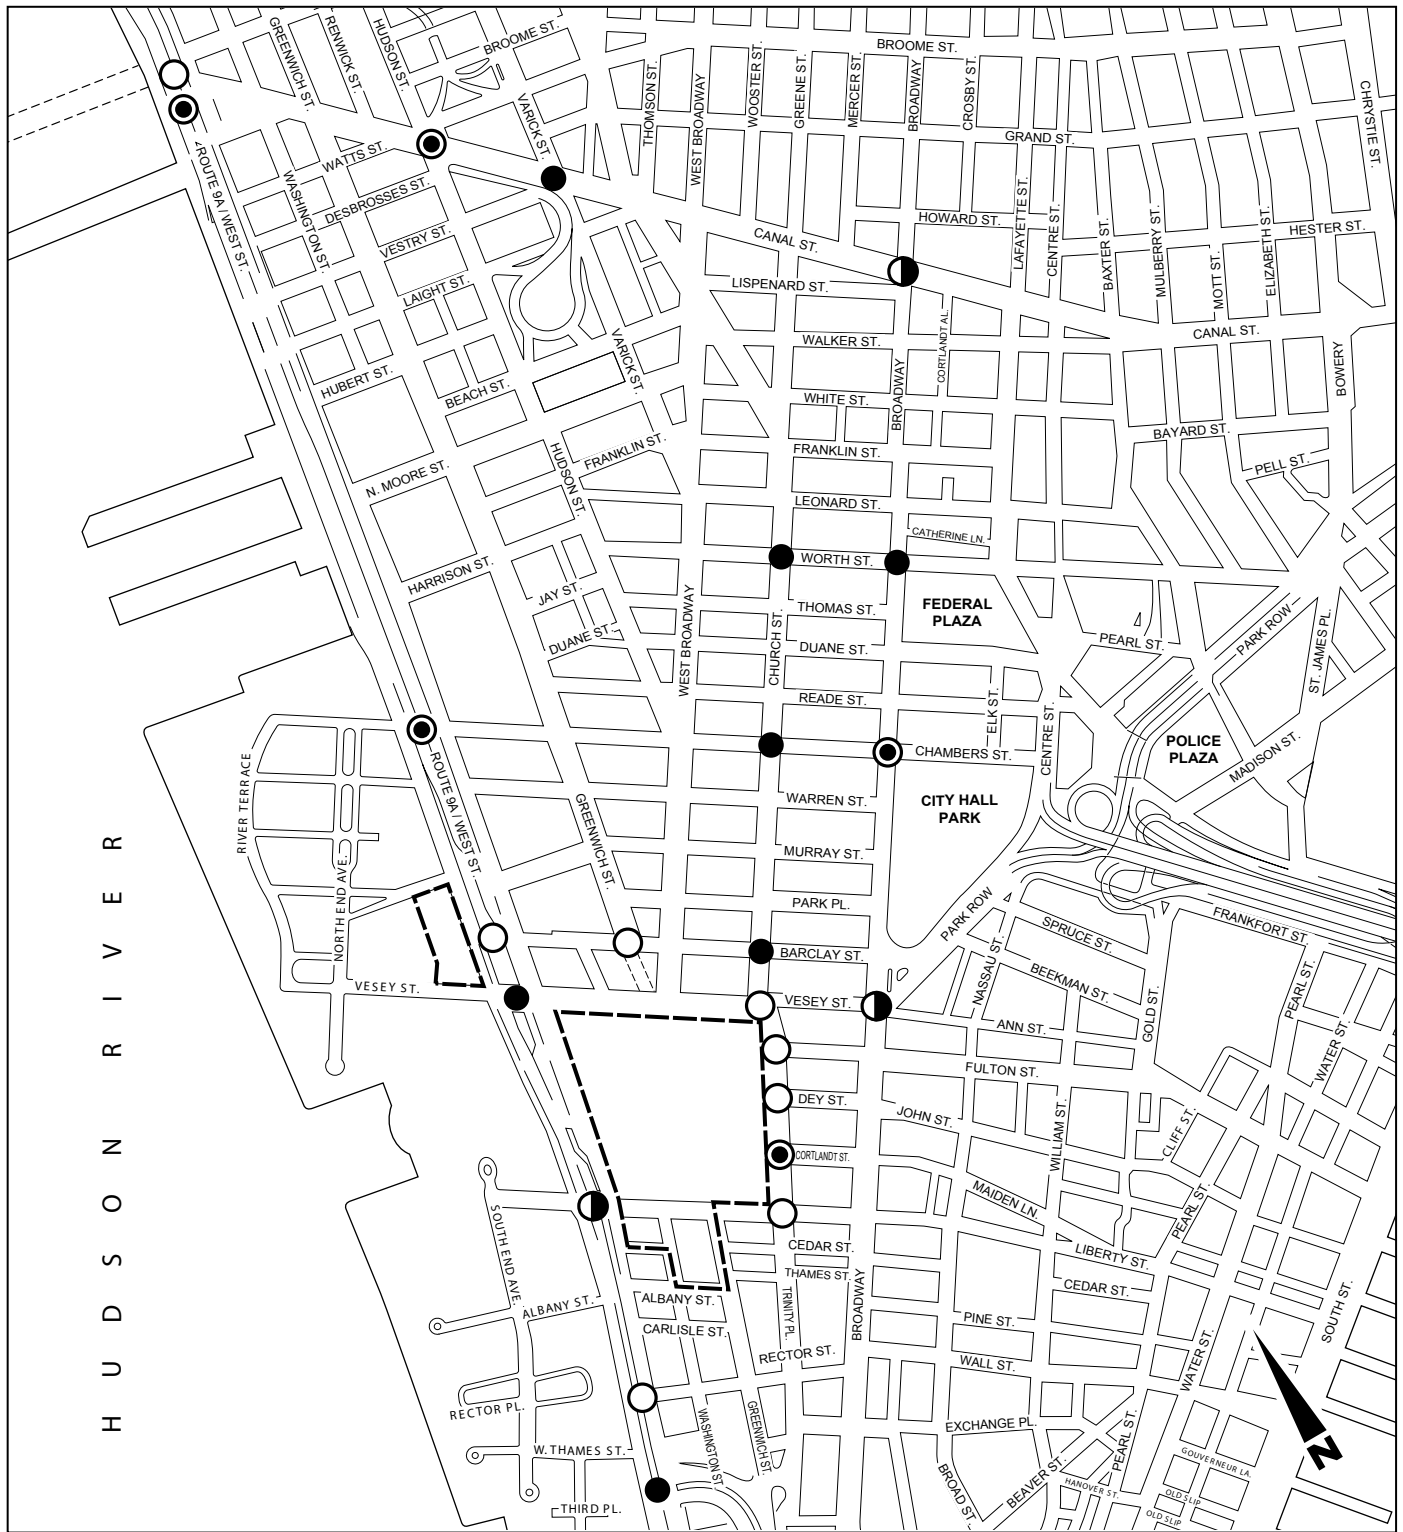 GREENWICH ST.
RENWICK ST.
HUDSON ST.
BROOME ST.
BROOME ST.
THOMSON ST.
WEST BROADWAY
WOOSTER ST.
GREENE ST.
MERCER ST.
BROADWAY
CROSBY ST.
CHRYSTIE ST.
VARICK ST.
GRAND ST.
WATTS ST.
ROUTE 9A / WEST ST.
WASHINGTON ST.
DESBROSSES ST.
VESTRY ST.
LAIGHT ST.
CANAL ST.
HOWARD ST.
LAFAYETTE ST.
CENTRE ST.
BAXTER ST.
MULBERRY ST.
MOTT ST.
ELIZABETH ST.
HESTER ST.
LISPENARD ST.
CORTLANDT AL.
WALKER ST.
CANAL ST.
BOWERY
HUBERT ST.
BEACH ST.
VARICK ST.
WHITE ST.
BROADWAY
BAYARD ST.
FRANKLIN ST.
FRANKLIN ST.
PELL ST.
N. MOORE ST.
HUDSON ST.
LEONARD ST.
CATHERINE LN.
WORTH ST.
HARRISON ST.
JAY ST.
DUANE ST.
WEST BROADWAY
CHURCH ST.
THOMAS ST.
FEDERAL
PLAZA
DUANE ST.
PEARL ST.
PARK ROW
ST. JAMES PL.
READE ST.
ELK ST.
CENTRE ST.
CHAMBERS ST.
POLICE
PLAZA
MADISON ST.
RIVER TERRACE
ROUTE 9A / WEST ST.
GREENWICH ST.
WARREN ST.
CITY HALL
PARK
MURRAY ST.
NORTH END AVE.
PARK PL.
PARK ROW
SPRUCE ST.
FRANKFORT ST
BARCLAY ST.
NASSAU ST.
BEEKMAN ST.
PEARL ST.
VESEY ST.
VESEY ST.
ANN ST.
GOLD ST.
WATER ST.
FULTON ST.
DEY ST.
JOHN ST.
WILLIAM ST.
CLIFF ST.
CORTLANDT ST.
MAIDEN LN.
PEARL ST.
HUDSON RIVER
SOUTH END AVE.
CEDAR ST.
LIBERTY ST.
THAMES ST.
CEDAR ST.
ALBANY ST.
ALBANY ST.
TRINITY PL.
BROADWAY
SOUTH ST.
CARLISLE ST.
PINE ST.
RECTOR ST.
WALL ST.
WATER ST.
RECTOR PL.
WASHINGTON ST.
GREENWICH ST.
EXCHANGE PL.
PEARL ST.
W. THAMES ST.
BROAD ST.
BEAVER ST.
GOUVERNEUR LA.
HANOVER ST.
OLD SLIP
OLD SLIP
THIRD PL.
N